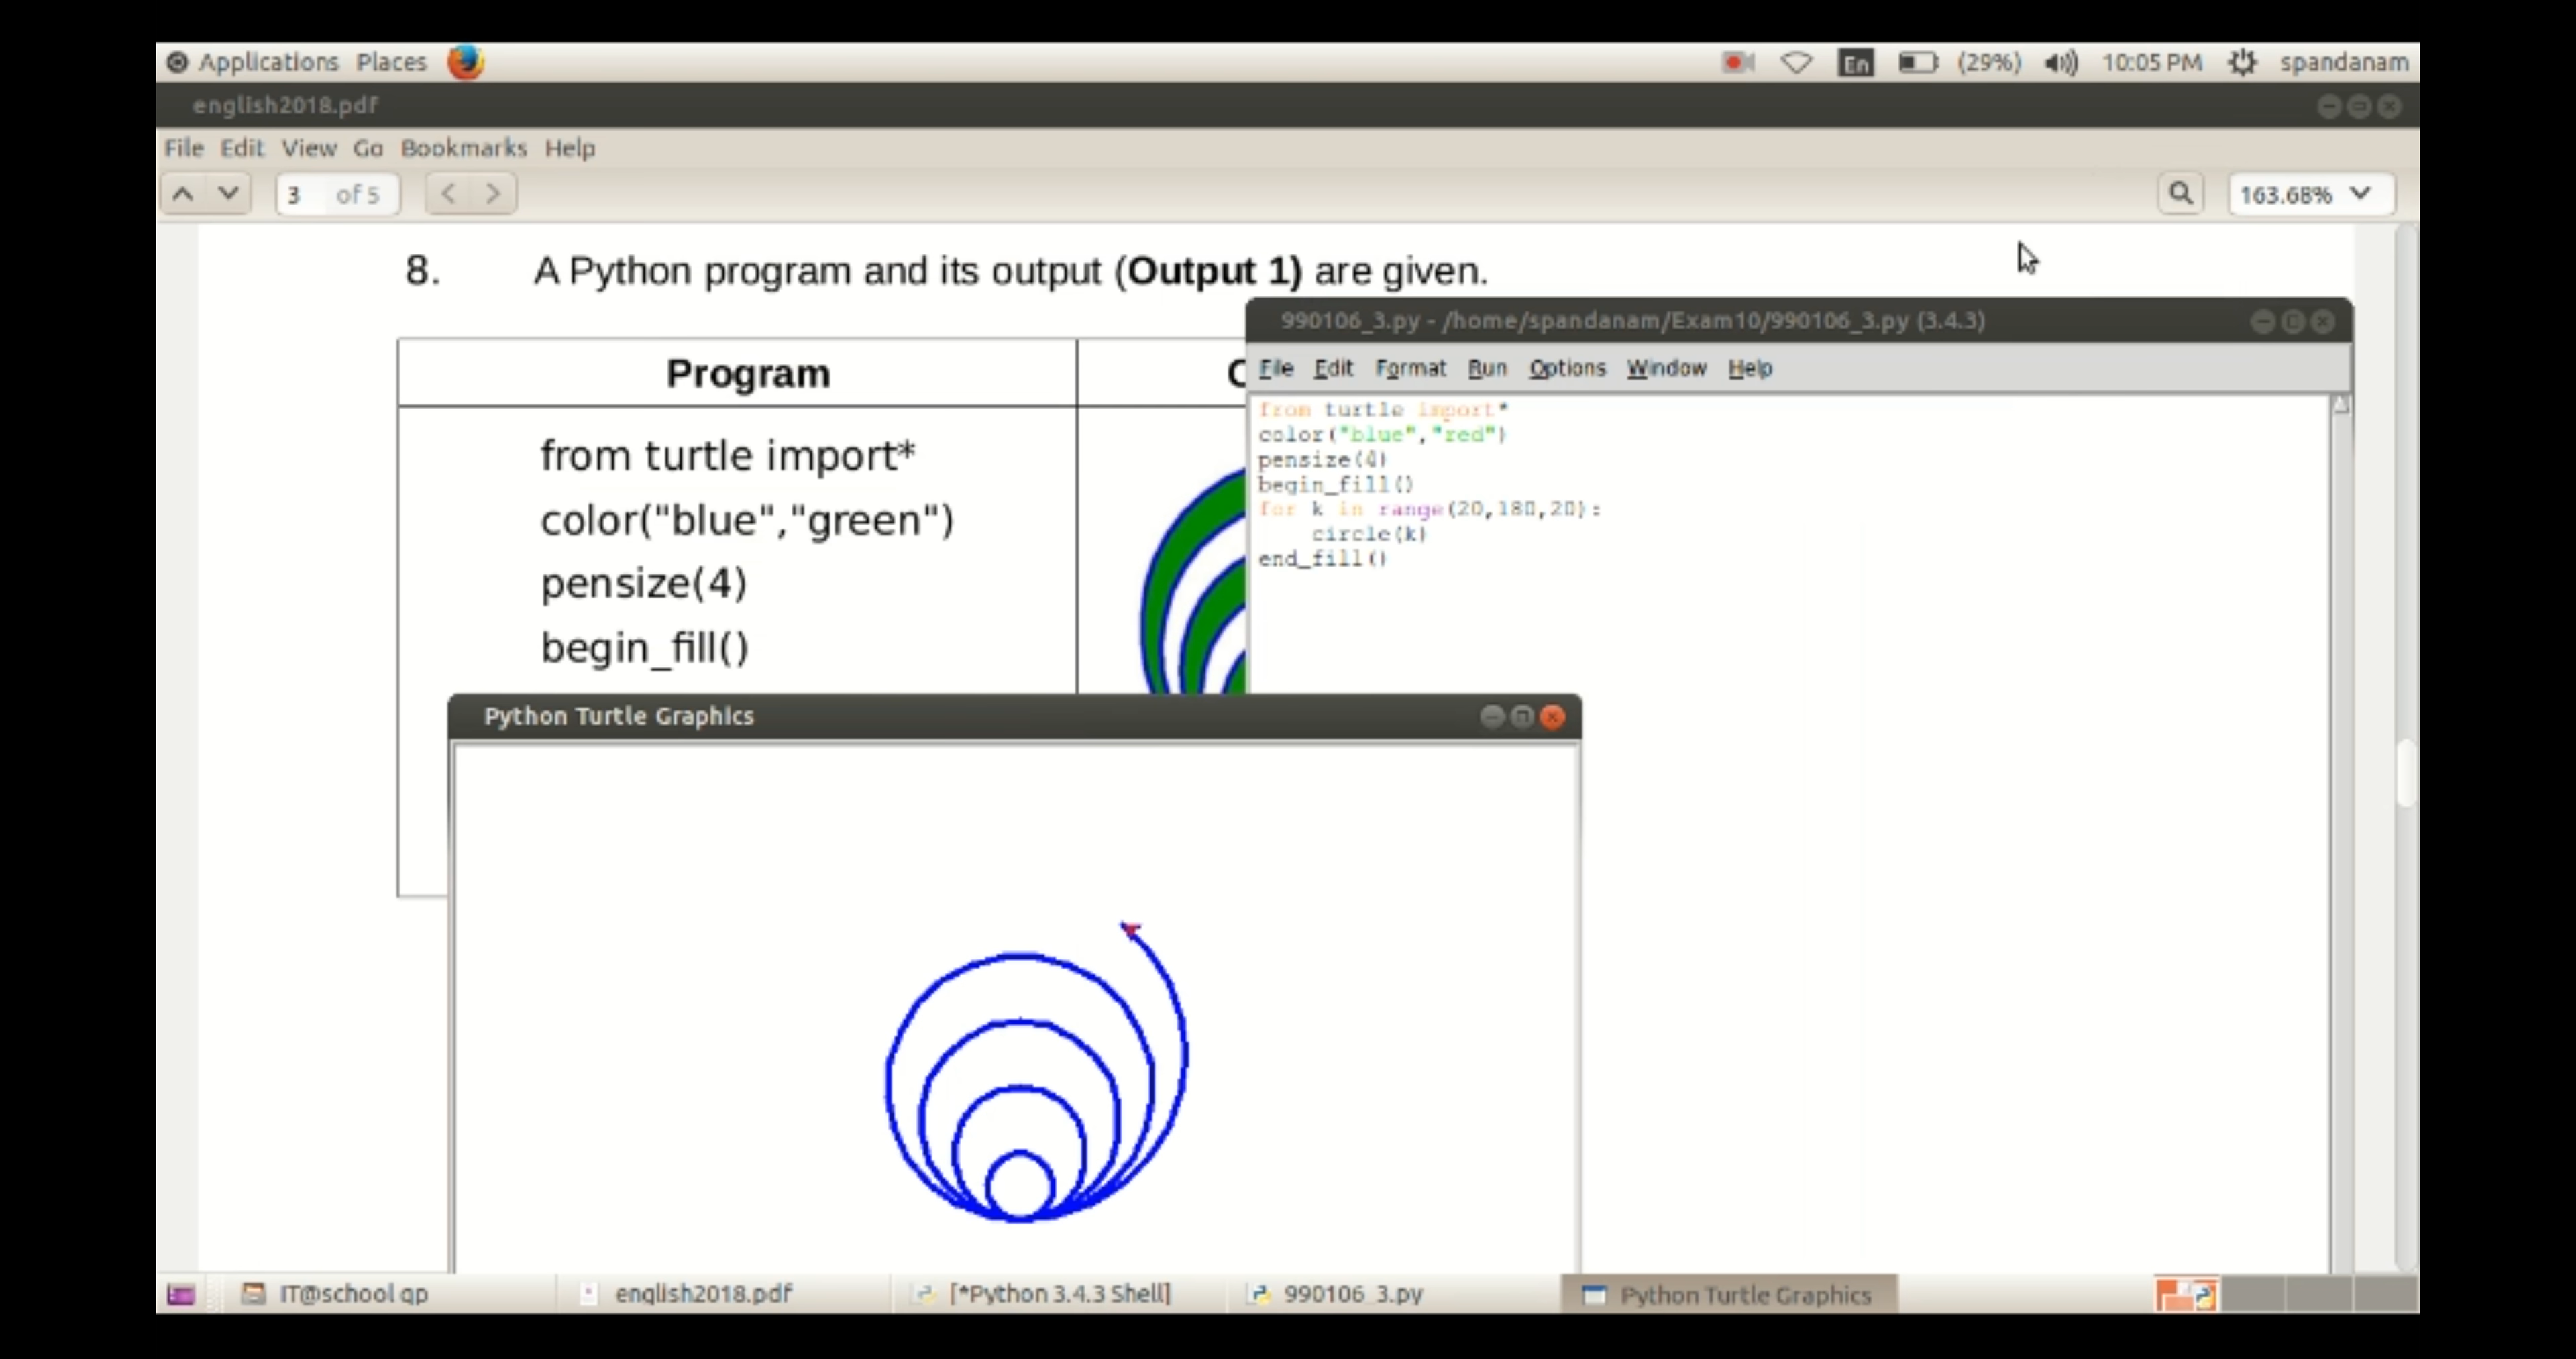 Applications Places
En (29%) 10:05 PM spandanam
english2018.pdf
File Edit View Go Bookmarks Help
3 of 5
163.68%
8. A Python program and its output (Output 1) are given.
Program
from turtle import*
color("blue","green")
pensize(4)
begin_fill()
990106_3.py - /home/spandanam/Exam10/990106_3.py (3.4.3)
File Edit Format Run Options Window Help
from turtle import*
color("blue","red")
pensize(4)
begin_fill()
for k in range(20,180,20):
circle(k)
end_fill()
Python Turtle Graphics
IT@school qp
english2018.pdf
[*Python 3.4.3 Shell]
990106_3.py
Python Turtle Graphics